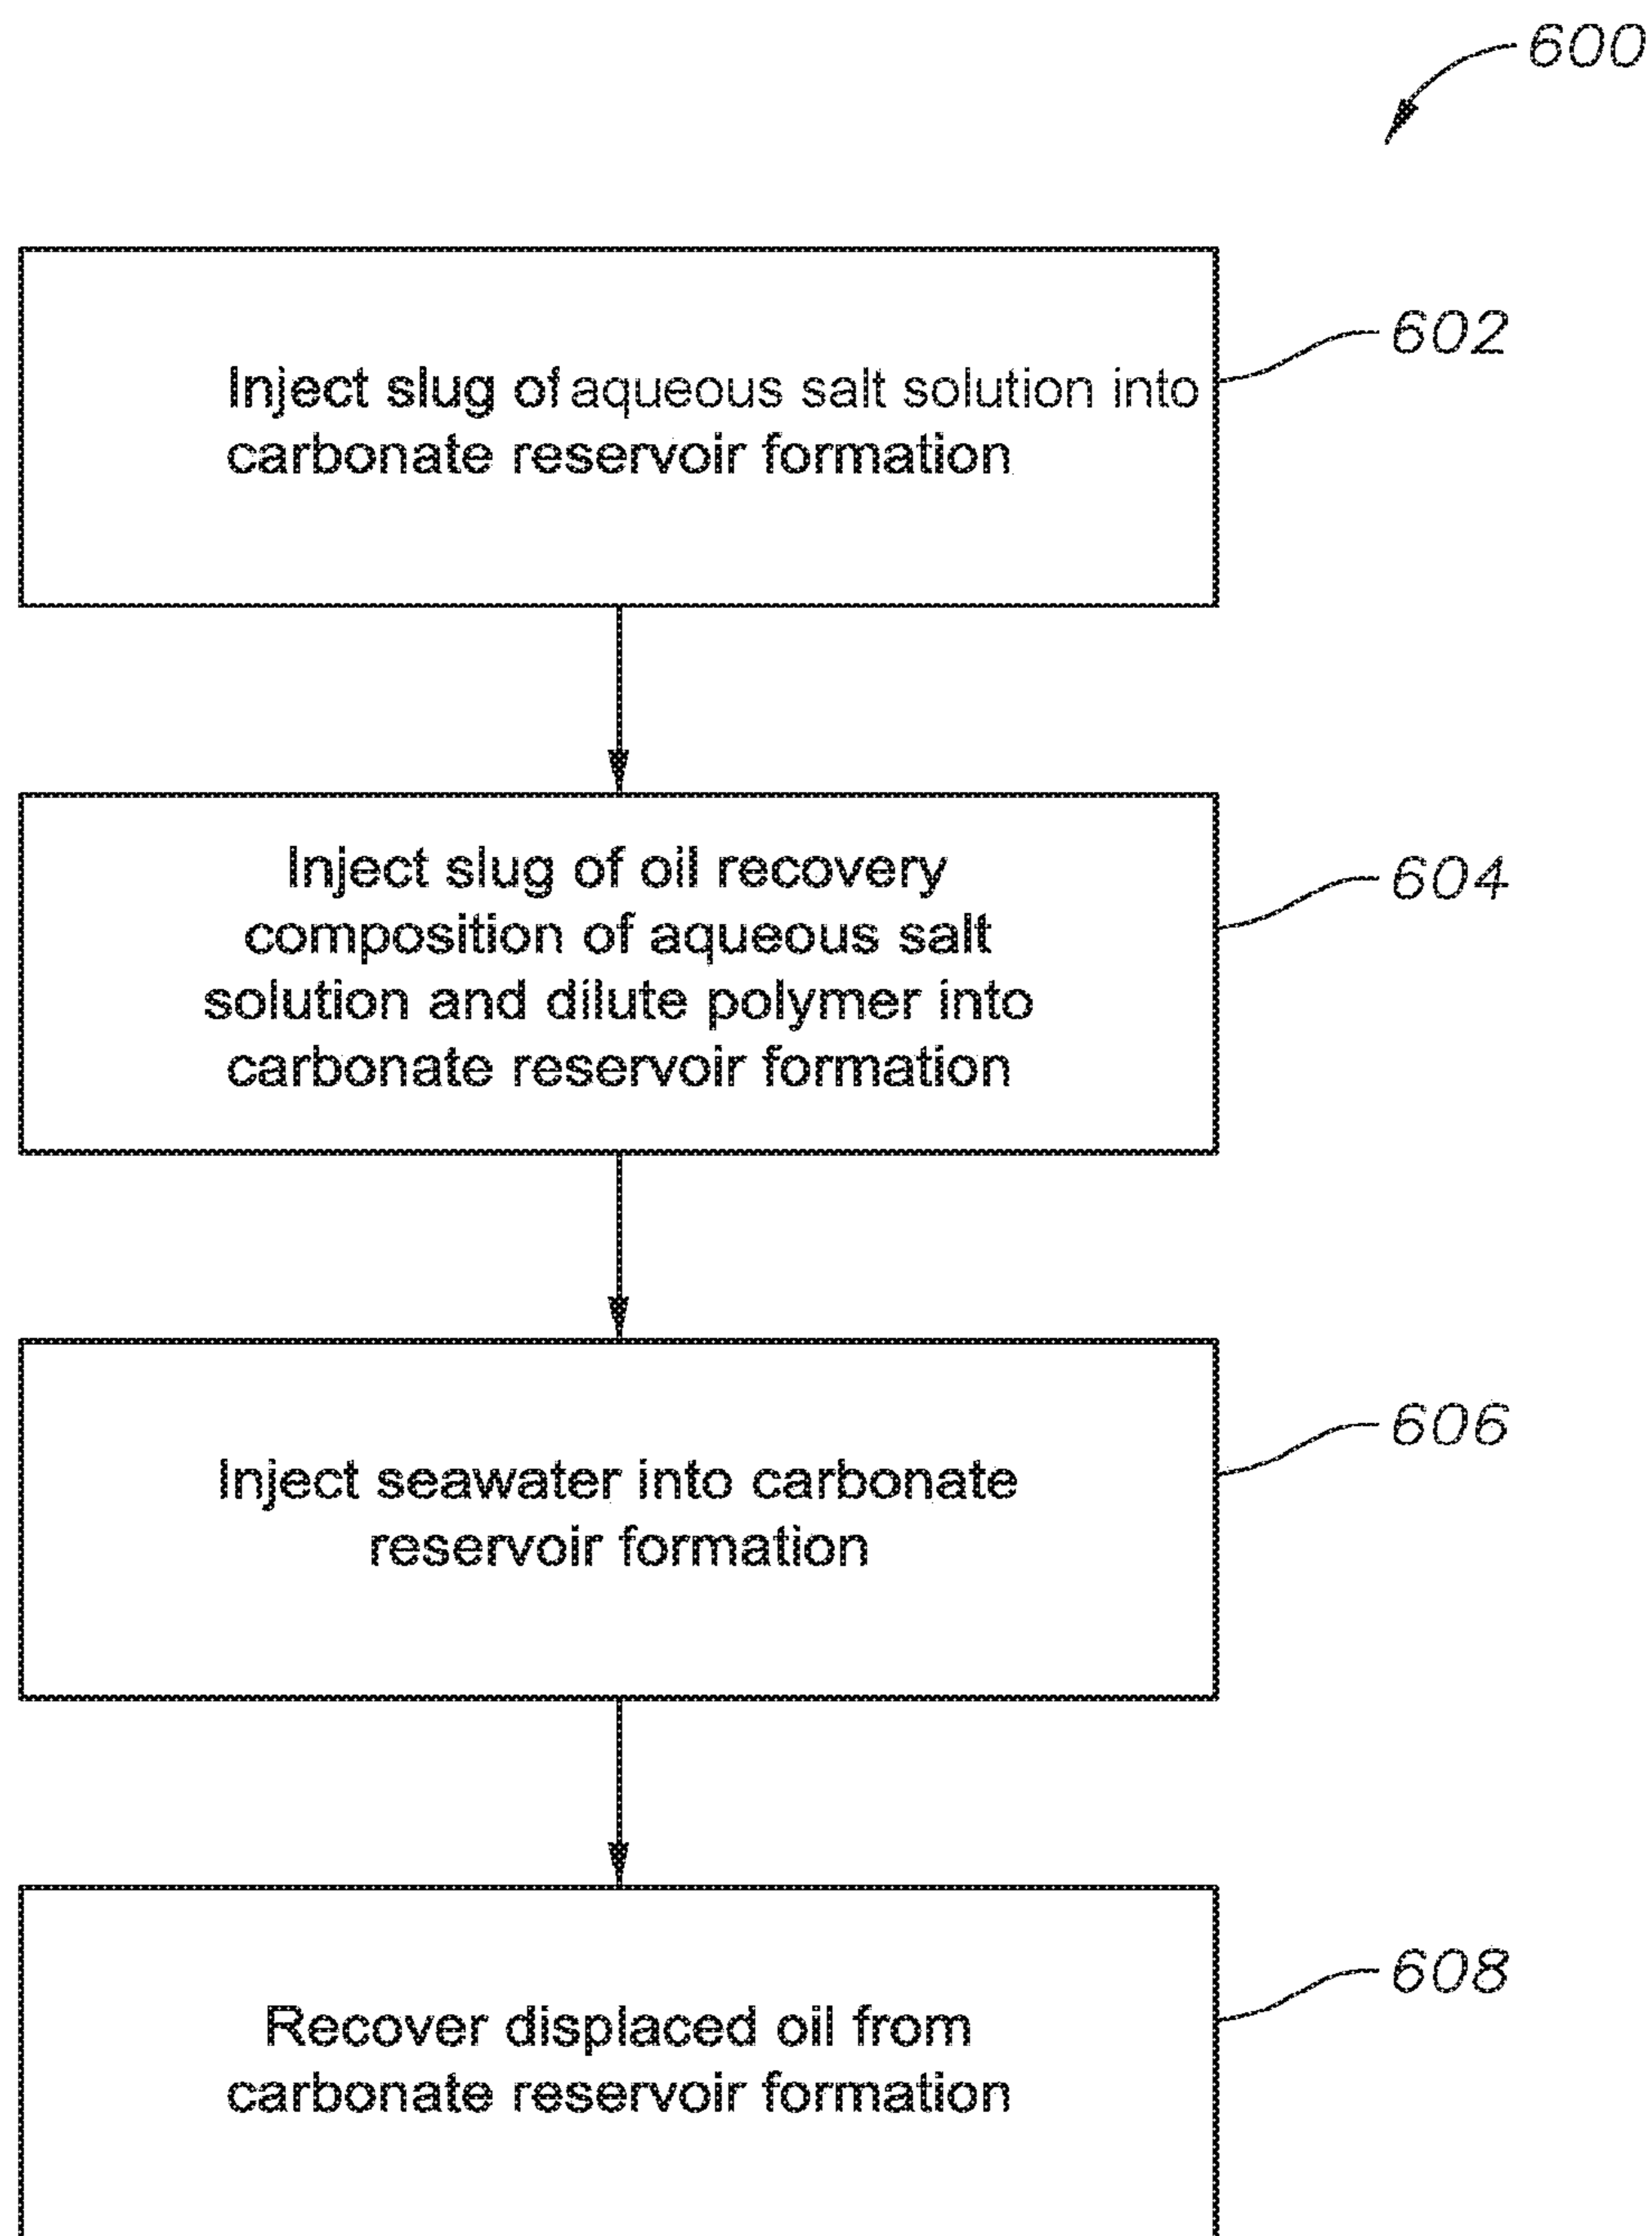 600
Inject slug of aqueous salt solution into
carbonate reservoir formation
602
Inject slug of oil recovery
composition of aqueous salt
solution and dilute polymer into
carbonate reservoir formation
604
Inject seawater into carbonate
reservoir formation
606
Recover displaced oil from
carbonate reservoir formation
608